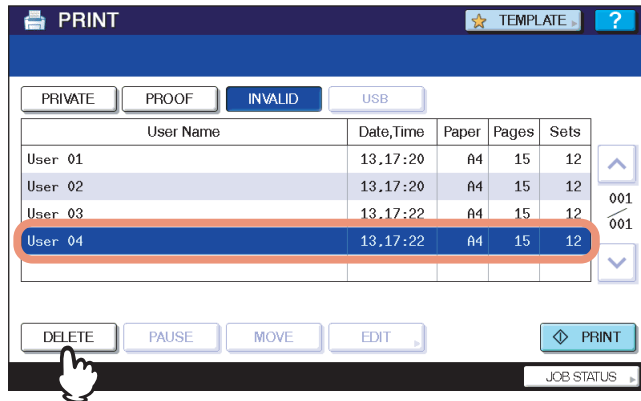 PRINT TEMPLATE ?
PRIVATE PROOF INVALID USB
User Name Date,Time Paper Pages Sets
User 01 13.17:20 A4 15 12
User 02 13.17:20 A4 15 12
User 03 13.17:22 A4 15 12
User 04 13.17:22 A4 15 12
001
001
DELETE PAUSE MOVE EDIT PRINT
JOB STATUS